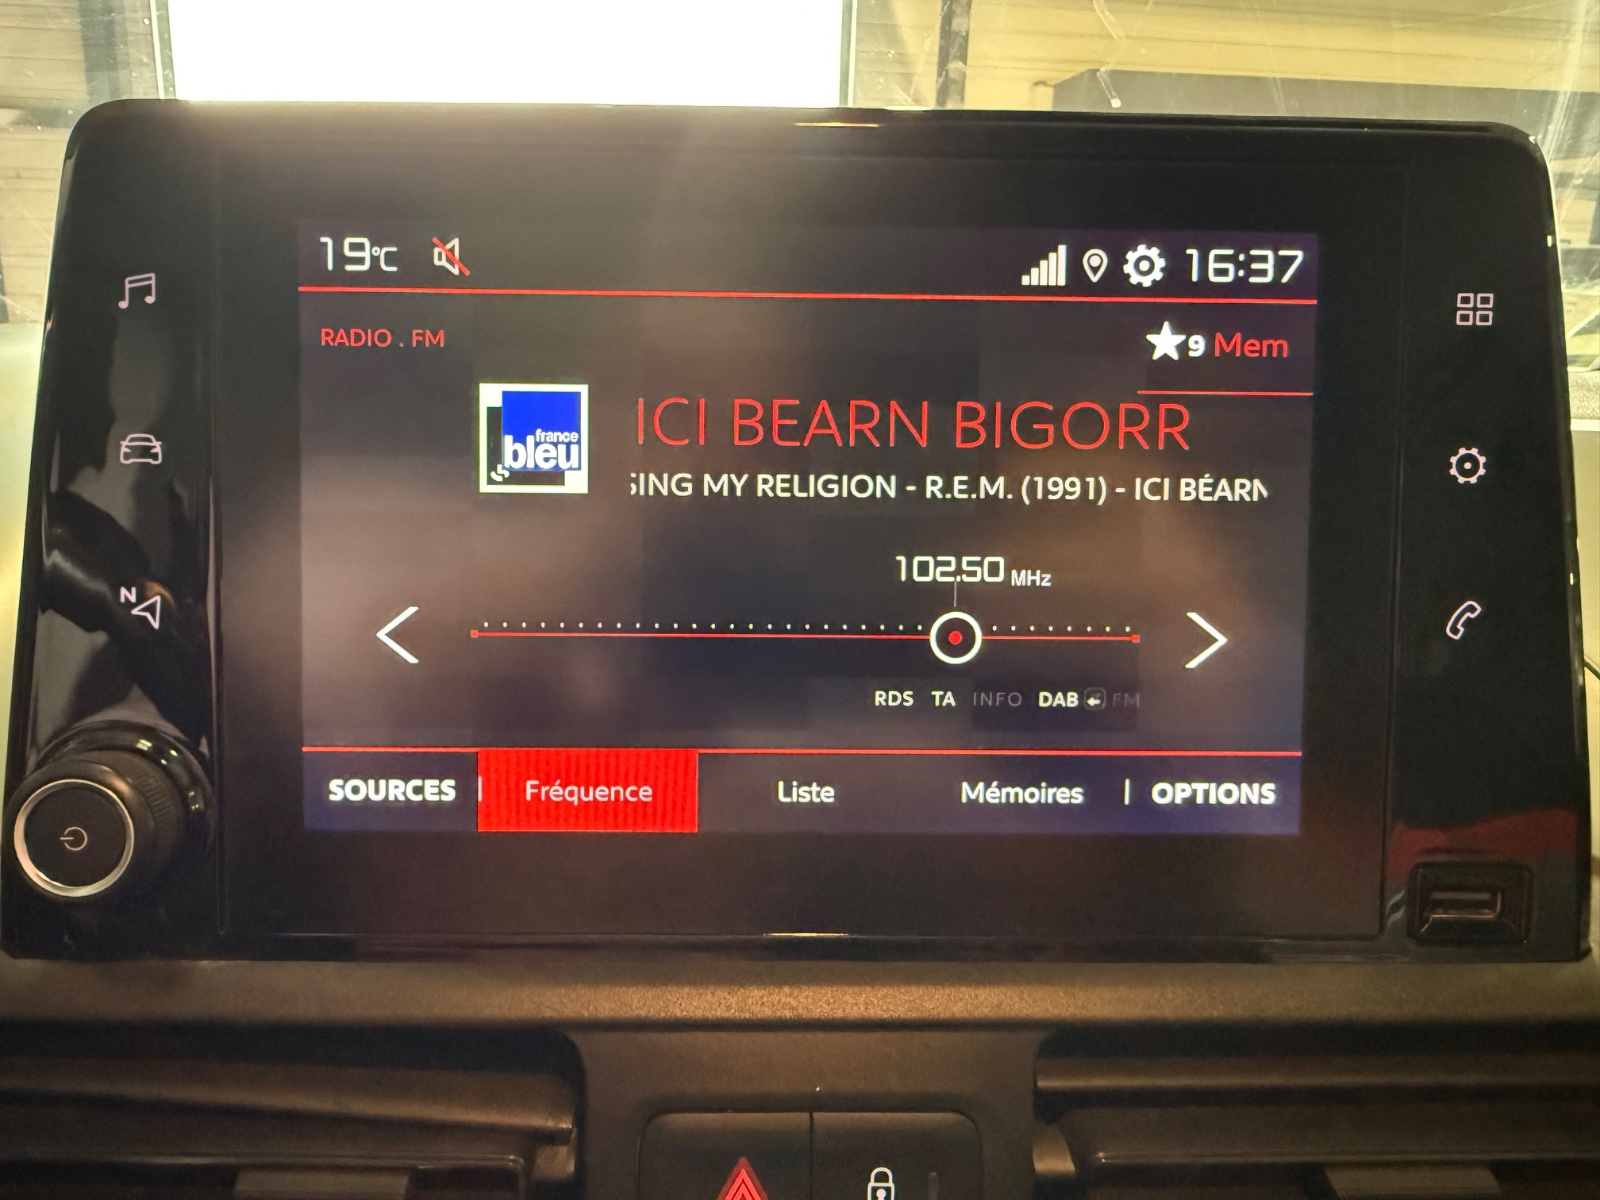 19°C
16:37
RADIO . FM
9 Mem
france
bleu
ICI BEARN BIGORR
SING MY RELIGION - R.E.M. (1991) - ICI BÉARN
102.50 MHz
N
RDS TA INFO DAB FM
SOURCES | Fréquence Liste Mémoires | OPTIONS